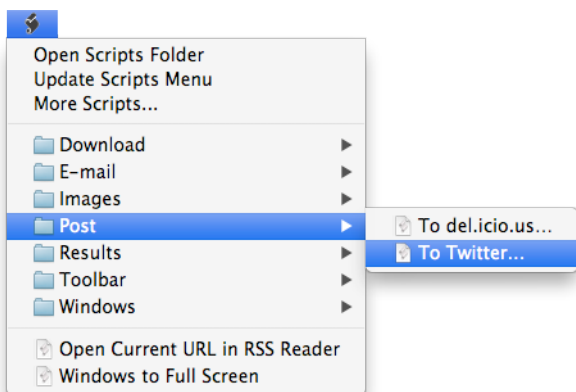 Open Scripts Folder
Update Scripts Menu
More Scripts...
Download
E-mail
Images
Post
To del.icio.us...
To Twitter...
Results
Toolbar
Windows
Open Current URL in RSS Reader
Windows to Full Screen